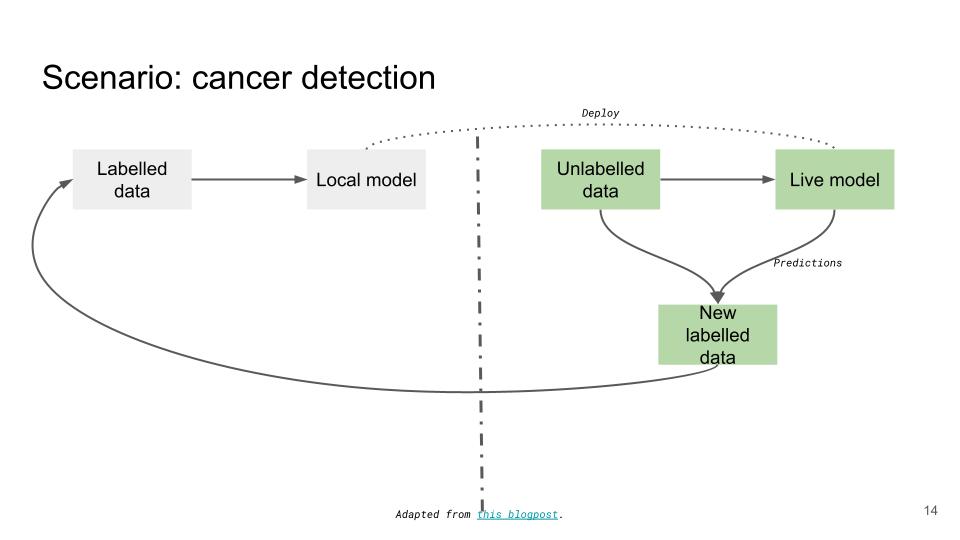 Scenario: cancer detection
Deploy
Labelled
data
Local model
Unlabelled
data
Live model
Predictions
New
labelled
data
Adapted from this blogpost.
14